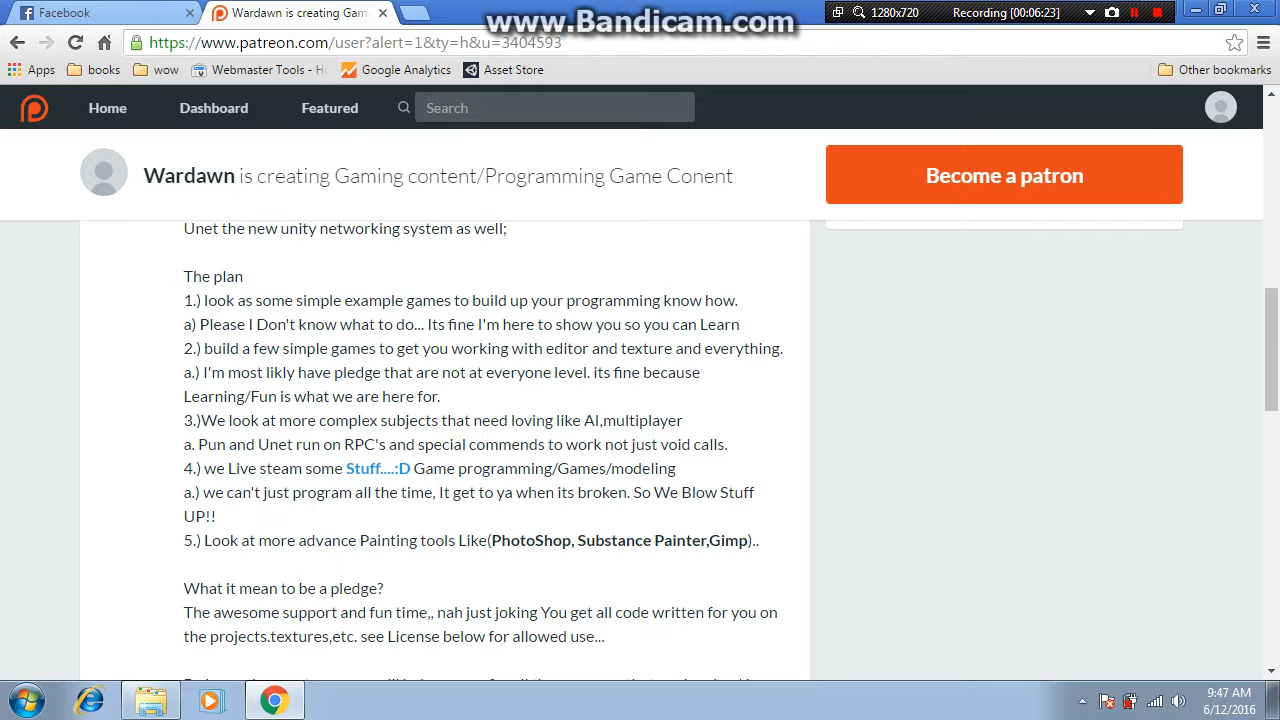 www.Bandicam.com
1280x720 Recording [00:06:23]
Facebook
Wardawn is creating Gam
https://www.patreon.com/user?alert=1&ty=h&u=3404593
Apps books wow Webmaster Tools - Ho Google Analytics Asset Store Other bookmarks
Home Dashboard Featured Search
Wardawn is creating Gaming content/Programming Game Conent
Become a patron
Unet the new unity networking system as well;
The plan
1.) look as some simple example games to build up your programming know how.
a) Please I Don't know what to do... Its fine I'm here to show you so you can Learn
2.) build a few simple games to get you working with editor and texture and everything.
a.) I'm most likly have pledge that are not at everyone level. its fine because
Learning/Fun is what we are here for.
3.)We look at more complex subjects that need loving like AI,multiplayer
a. Pun and Unet run on RPC's and special commends to work not just void calls.
4.) we Live steam some Stuff....:D Game programming/Games/modeling
a.) we can't just program all the time, It get to ya when its broken. So We Blow Stuff
UP!!
5.) Look at more advance Painting tools Like(PhotoShop, Substance Painter,Gimp)..
What it mean to be a pledge?
The awesome support and fun time,, nah just joking You get all code written for you on
the projects.textures,etc. see License below for allowed use...
9:47 AM
6/12/2016